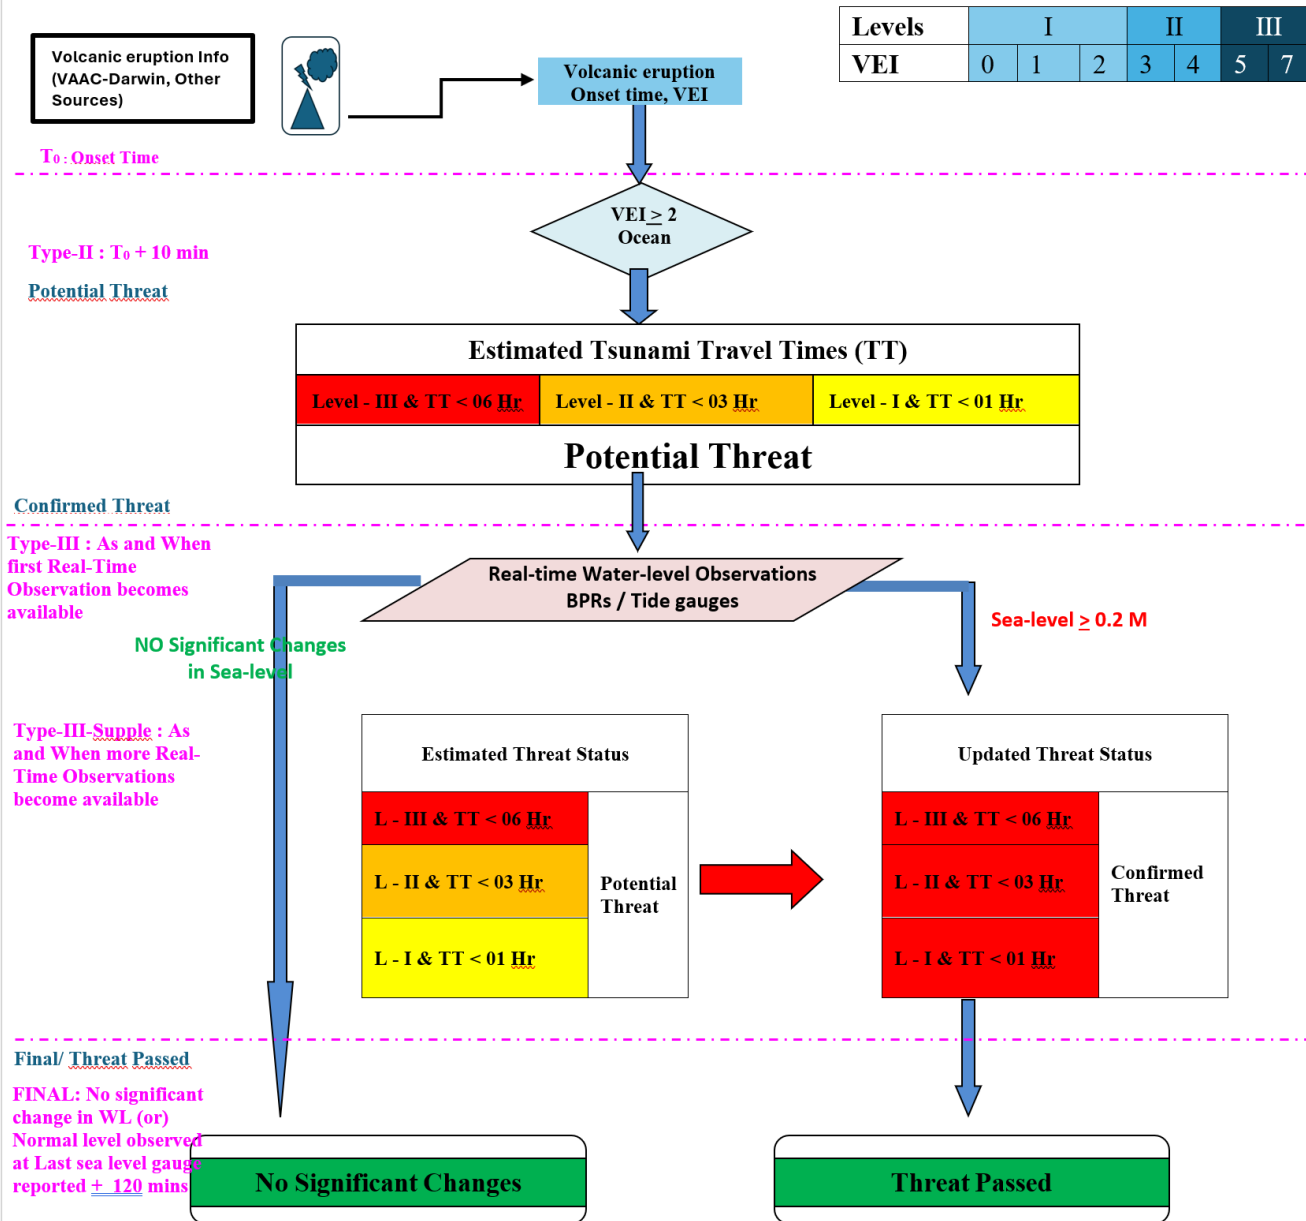 Levels I II III
VEI 0 1 2 3 4 5 7
Volcanic eruption Info
(VAAC-Darwin, Other
Sources)
Volcanic eruption
Onset time, VEI
T0 : Onset Time
VEI ≥ 2
Ocean
Type-II : T0 + 10 min
Potential Threat
Estimated Tsunami Travel Times (TT)
Level - III & TT < 06 Hr
Level - II & TT < 03 Hr
Level - I & TT < 01 Hr
Potential Threat
Confirmed Threat
Type-III : As and When
first Real-Time
Observation becomes
available
Real-time Water-level Observations
BPRs / Tide gauges
Sea-level ≥ 0.2 M
NO Significant Changes
in Sea-level
Type-III-Supple : As
and When more Real-
Time Observations
become available
Estimated Threat Status
L - III & TT < 06 Hr
L - II & TT < 03 Hr
L - I & TT < 01 Hr
Potential
Threat
Updated Threat Status
L - III & TT < 06 Hr
L - II & TT < 03 Hr
L - I & TT < 01 Hr
Confirmed
Threat
Final/ Threat Passed
FINAL: No significant
change in WL (or)
Normal level observed
at Last sea level gauge
reported + 120 mins
No Significant Changes
Threat Passed